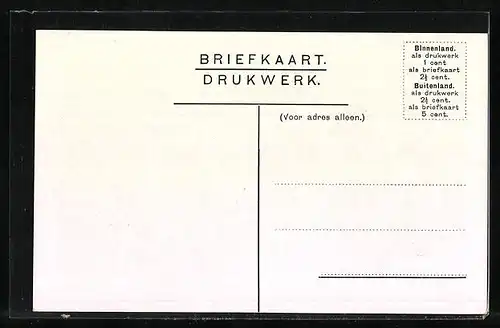 BRIEFKAART.
DRUKWERK.
Binnenland.
als drukwerk
1 cent
als briefkaart
2½ cent.
Buitenland.
als drukwerk
2½ cent.
als briefkaart
5 cent.
(Voor adres alleen.)